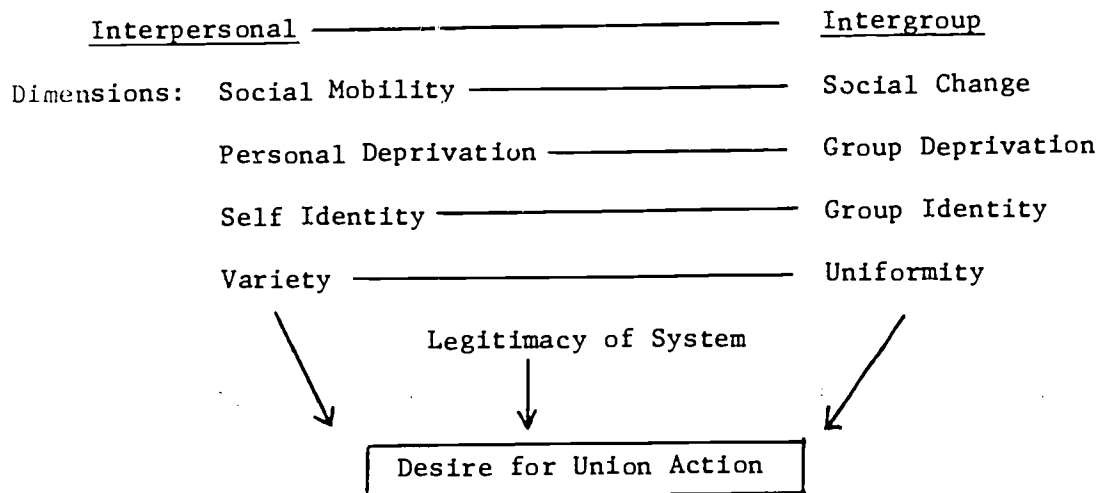 Interpersonal Intergroup
Dimensions: Social Mobility Social Change
Personal Deprivation Group Deprivation
Self Identity Group Identity
Variety Uniformity
Legitimacy of System
Desire for Union Action